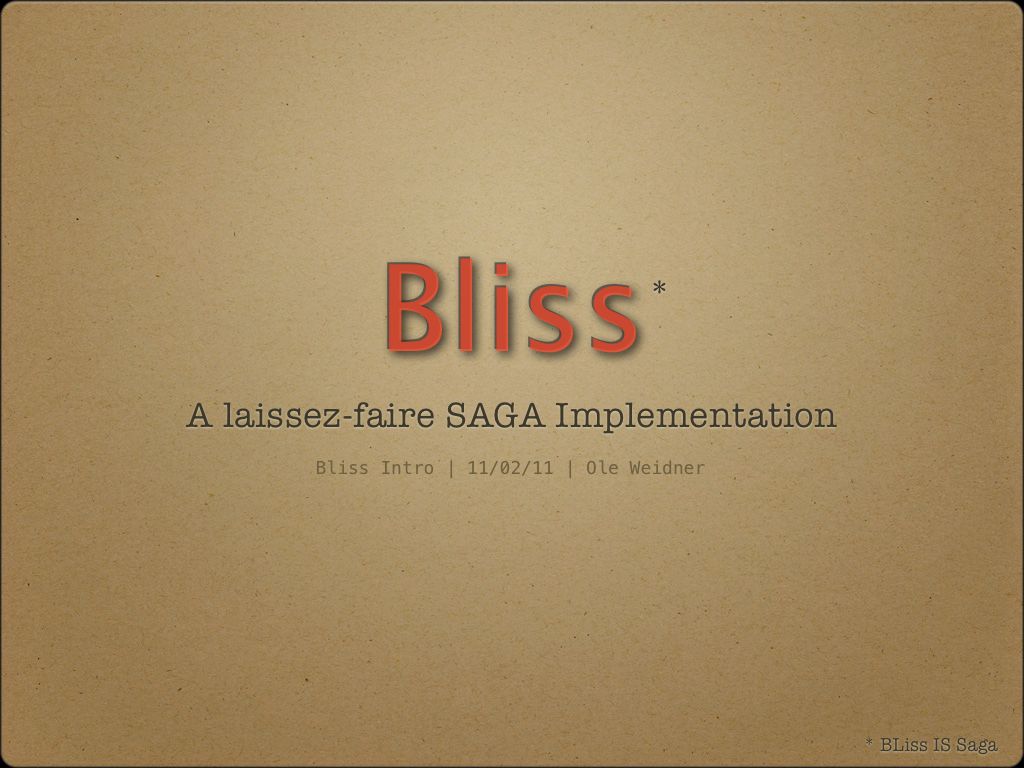 Bliss*
A laissez-faire SAGA Implementation
Bliss Intro | 11/02/11 | Ole Weidner
* BLiss IS Saga